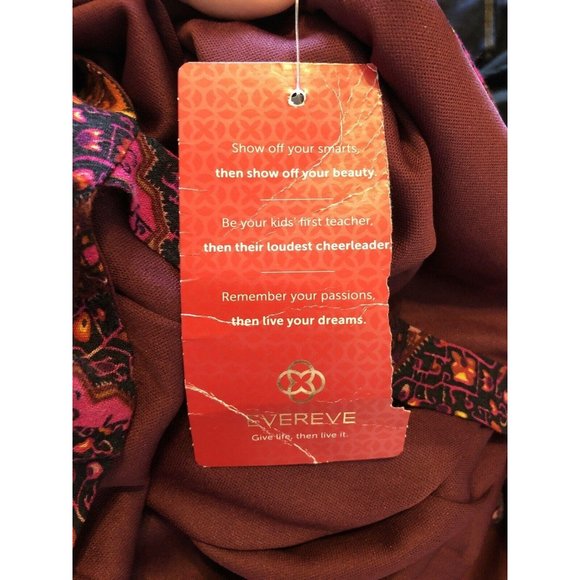 Show off your smarts,
then show off your beauty.
Be your kids' first teacher,
then their loudest cheerleader.
Remember your passions,
then live your dreams.
EVEREVE
Give life, then live it.